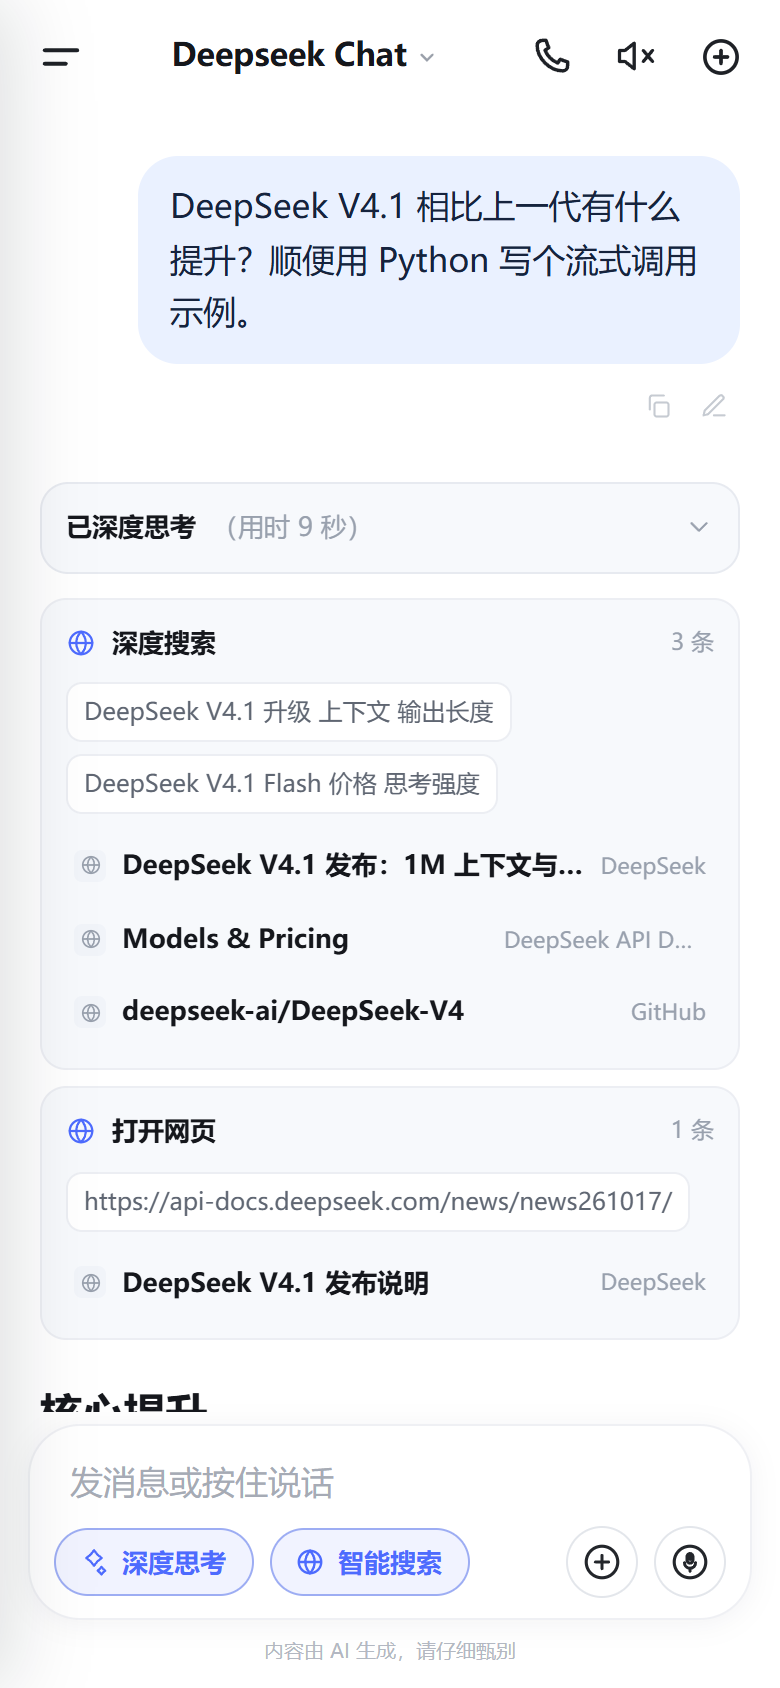 Deepseek Chat
DeepSeek V4.1 相比上一代有什么
提升？顺便用 Python 写个流式调用
示例。
已深度思考 （用时 9 秒）
深度搜索 3 条
DeepSeek V4.1 升级 上下文 输出长度
DeepSeek V4.1 Flash 价格 思考强度
DeepSeek V4.1 发布：1M 上下文与... DeepSeek
Models & Pricing DeepSeek API D...
deepseek-ai/DeepSeek-V4 GitHub
打开网页 1 条
https://api-docs.deepseek.com/news/news261017/
DeepSeek V4.1 发布说明 DeepSeek
核心提升
发消息或按住说话
深度思考 智能搜索
内容由 AI 生成，请仔细甄别